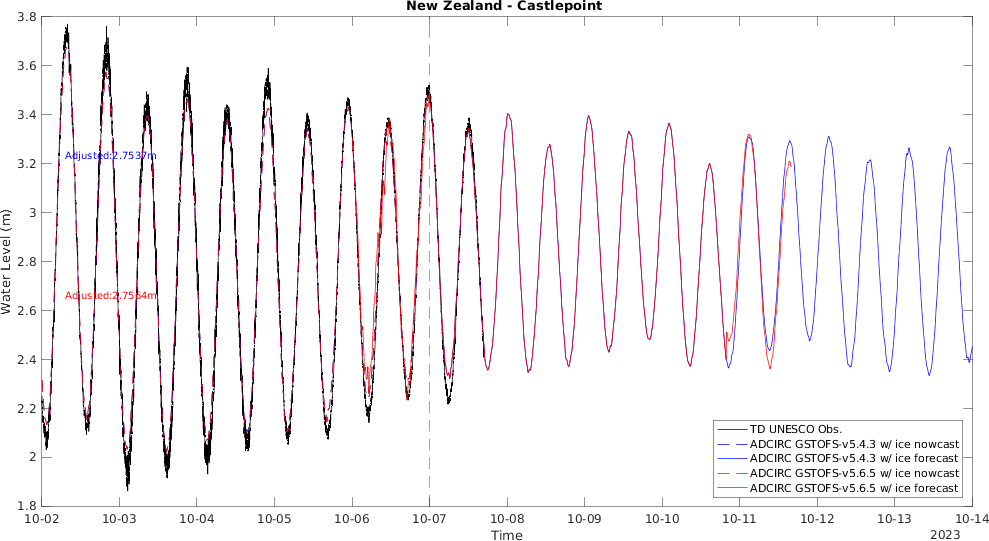 New Zealand - Castlepoint
3.8
3.6
3.4
3.2
3
2.8
2.6
2.4
2.2
2
1.8
Water Level (m)
Adjusted:2.7537m
Adjusted:2.7564m
TD UNESCO Obs.
ADCIRC GSTOFS-v5.4.3 w/ ice nowcast
ADCIRC GSTOFS-v5.4.3 w/ ice forecast
ADCIRC GSTOFS-v5.6.5 w/ ice nowcast
ADCIRC GSTOFS-v5.6.5 w/ ice forecast
10-02 10-03 10-04 10-05 10-06 10-07 10-08 10-09 10-10 10-11 10-12 10-13 10-14
Time
2023